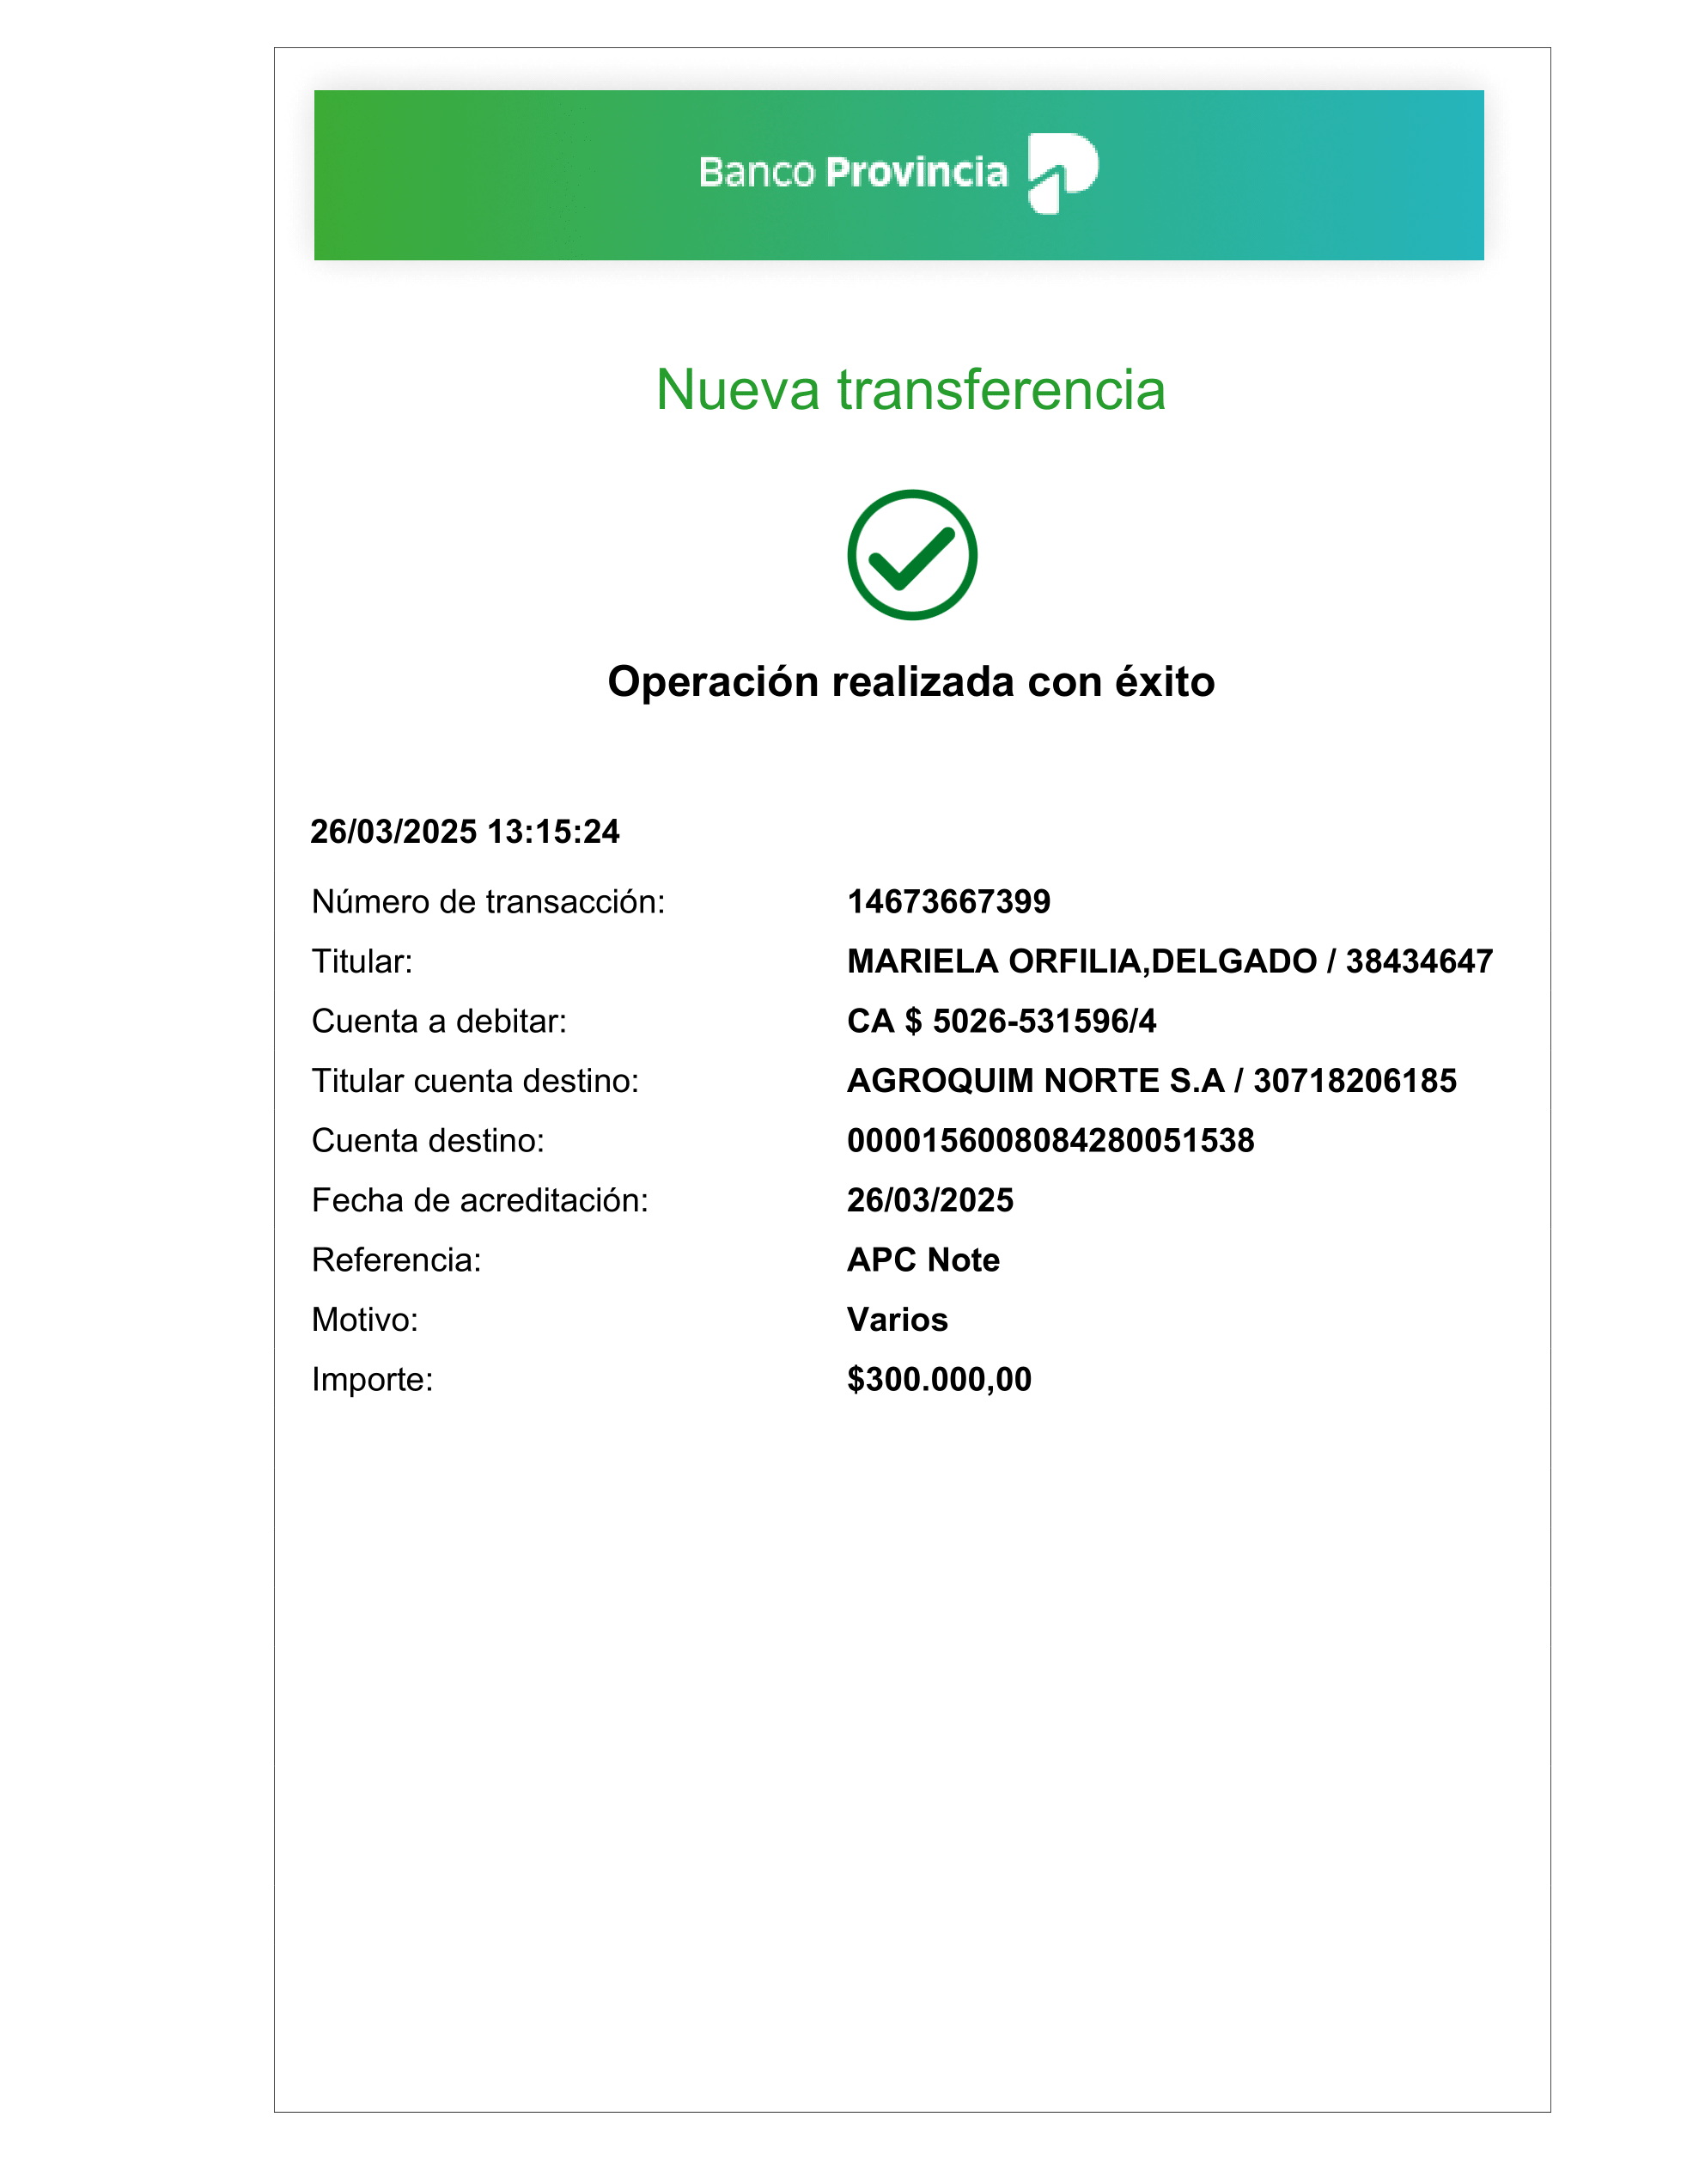 Banco Provincia
Nueva transferencia
Operación realizada con éxito
26/03/2025 13:15:24
Número de transacción: 14673667399
Titular: MARIELA ORFILIA,DELGADO / 38434647
Cuenta a debitar: CA $ 5026-531596/4
Titular cuenta destino: AGROQUIM NORTE S.A / 30718206185
Cuenta destino: 0000156008084280051538
Fecha de acreditación: 26/03/2025
Referencia: APC Note
Motivo: Varios
Importe: $300.000,00